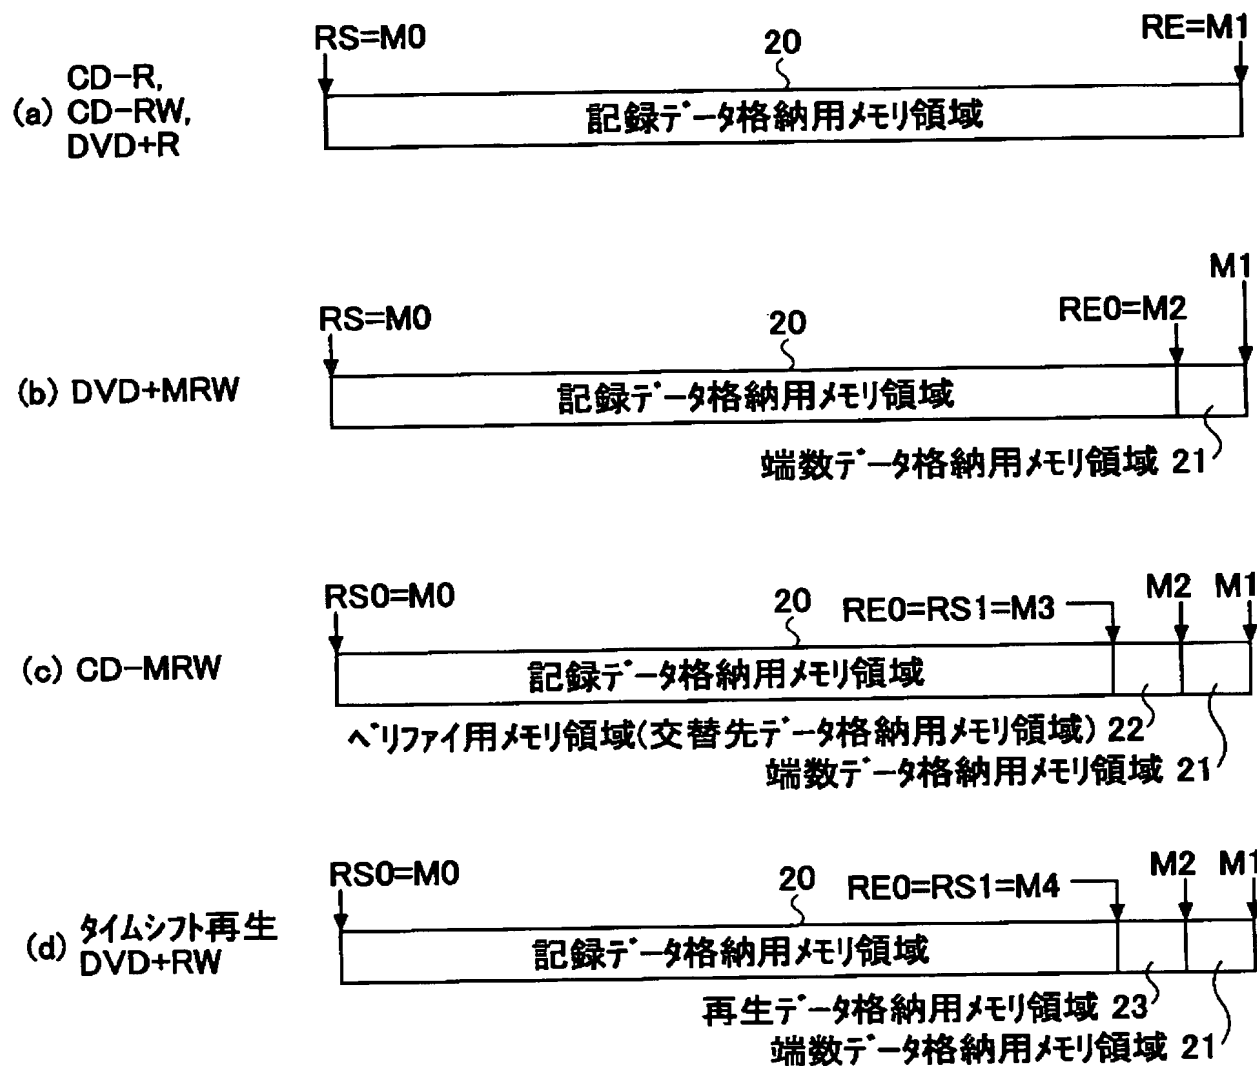 RS=M0
20
RE=M1
(a) CD-R,
CD-RW,
DVD+R
記録データ格納用メモリ領域
RS=M0
20
RE0=M2
M1
(b) DVD+MRW
記録データ格納用メモリ領域
端数データ格納用メモリ領域 21
RS0=M0
20
RE0=RS1=M3
M2
M1
(c) CD-MRW
記録データ格納用メモリ領域
ベリファイ用メモリ領域(交替先データ格納用メモリ領域) 22
端数データ格納用メモリ領域 21
RS0=M0
20
RE0=RS1=M4
M2
M1
(d) タイムシフト再生
DVD+RW
記録データ格納用メモリ領域
再生データ格納用メモリ領域 23
端数データ格納用メモリ領域 21